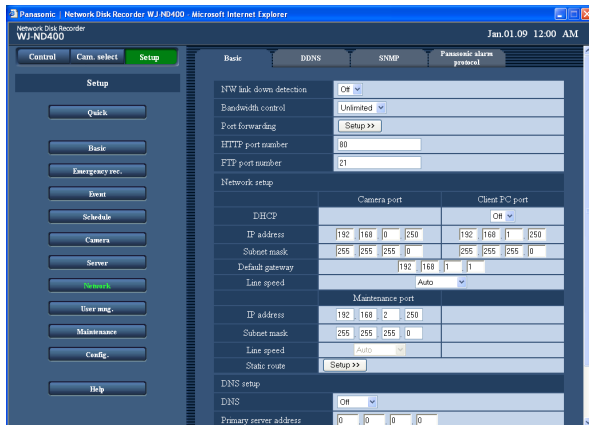 Panasonic | Network Disk Recorder WJ-ND400 - Microsoft Internet Explorer
Network Disk Recorder
WJ-ND400
Jan.01.09 12:00 AM
Control Cam. select Setup
Setup
Quick
Basic
Emergency rec.
Event
Schedule
Camera
Server
Network
User mng.
Maintenance
Config.
Help
Basic DDNS SNMP Panasonic alarm protocol
NW link down detection Off
Bandwidth control Unlimited
Port forwarding Setup >>
HTTP port number 80
FTP port number 21
Network setup
Camera port Client PC port
DHCP Off
IP address 192 . 168 . 0 . 250 192 . 168 . 1 . 250
Subnet mask 255 . 255 . 255 . 0 255 . 255 . 255 . 0
Default gateway 192 . 168 . 1 . 1
Line speed Auto
Maintenance port
IP address 192 . 168 . 2 . 250
Subnet mask 255 . 255 . 255 . 0
Line speed Auto
Static route Setup >>
DNS setup
DNS Off
Primary server address 0 . 0 . 0 . 0